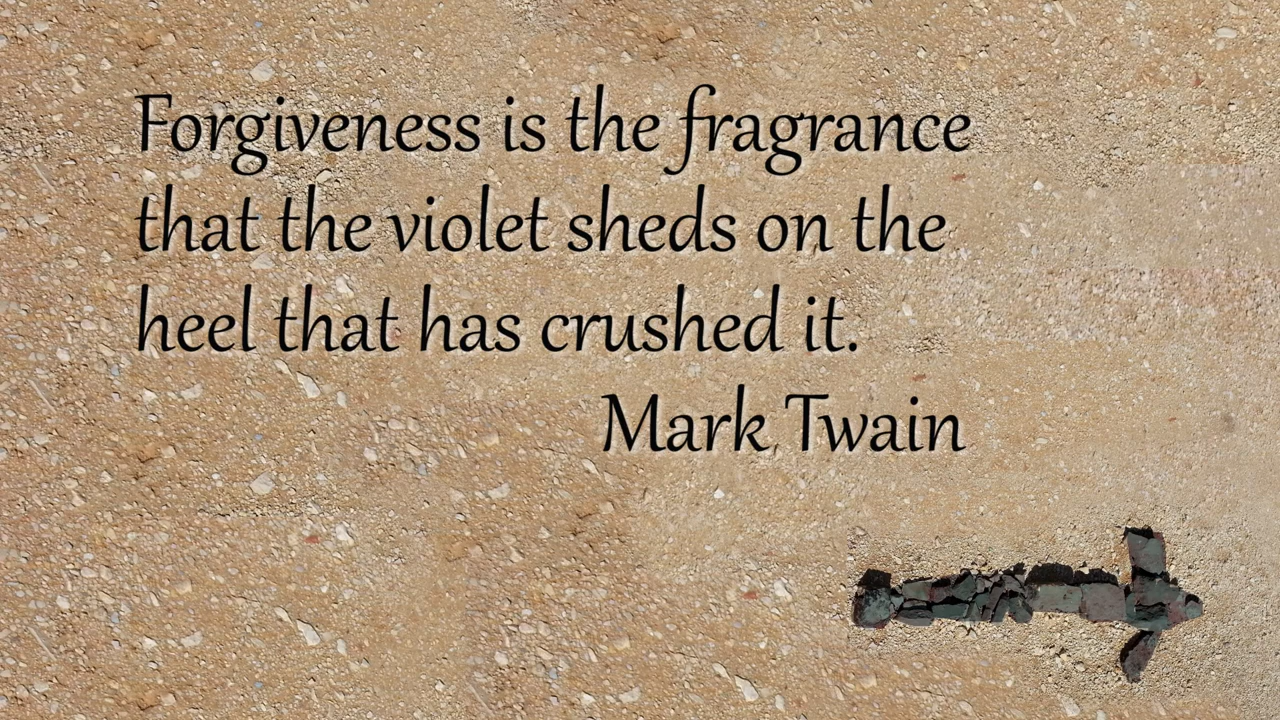 Forgiveness is the fragrance
that the violet sheds on the
heel that has crushed it.
Mark Twain